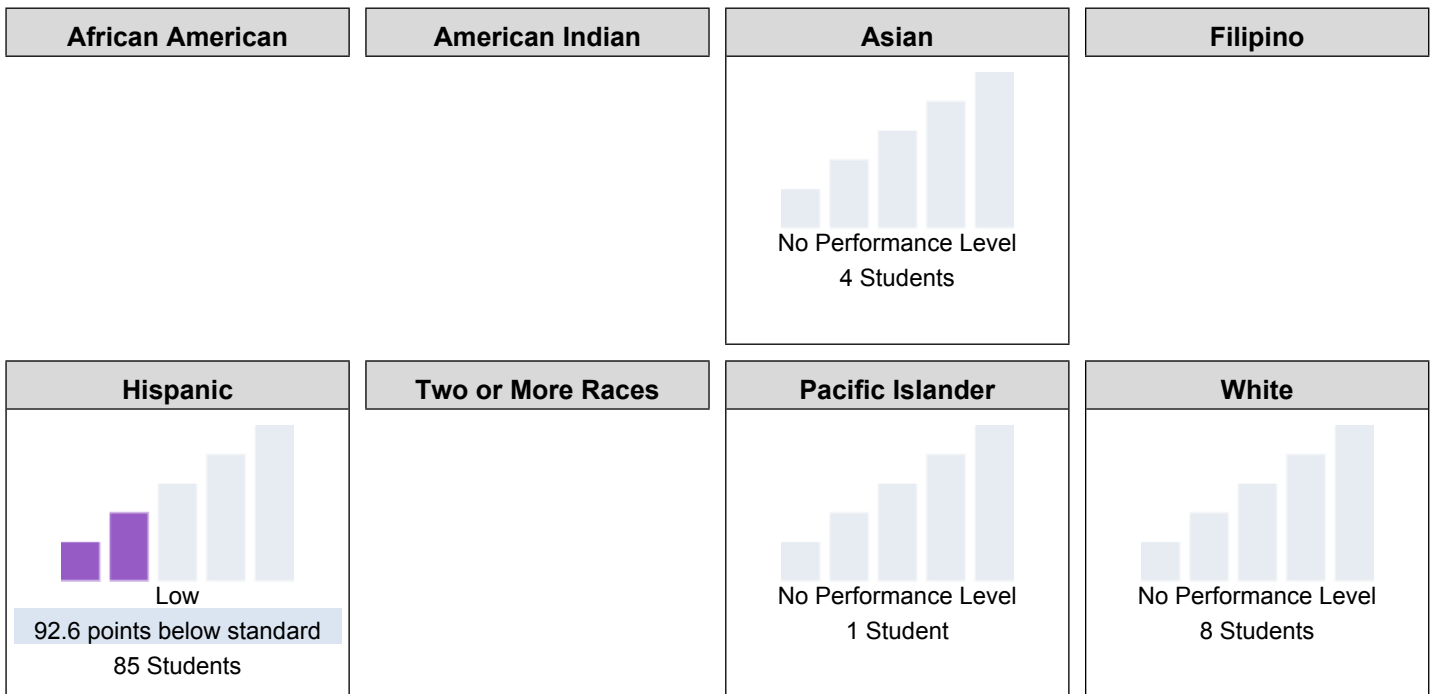 African American
American Indian
Asian
Filipino
No Performance Level
4 Students
Hispanic
Two or More Races
Pacific Islander
White
Low
92.6 points below standard
85 Students
No Performance Level
1 Student
No Performance Level
8 Students